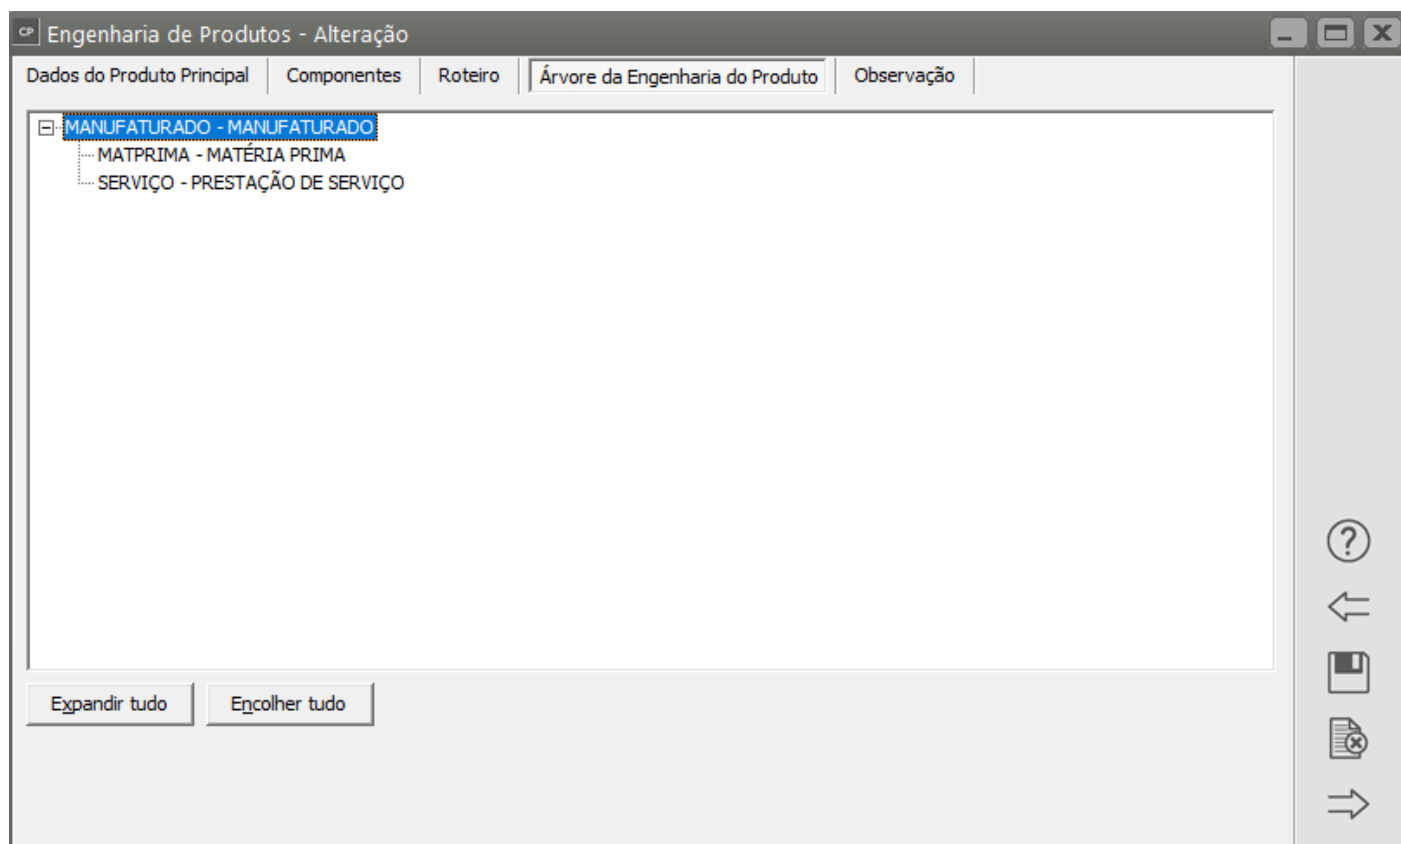 CP Engenharia de Produtos - Alteração
Dados do Produto Principal Componentes Roteiro Árvore da Engenharia do Produto Observação
MANUFATURADO - MANUFATURADO
MATPRIMA - MATÉRIA PRIMA
SERVIÇO - PRESTAÇÃO DE SERVIÇO
?
Expandir tudo Encolher tudo